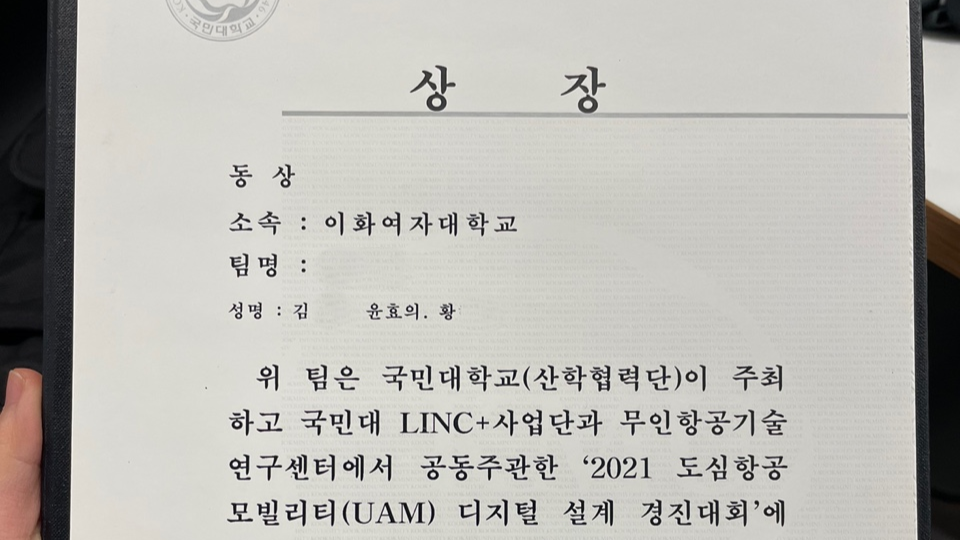 국민대학교
상 장
동 상
소속 : 이화여자대학교
팀명 :
성명 : 김 윤효의. 황
위 팀은 국민대학교(산학협력단)이 주최
하고 국민대 LINC+사업단과 무인항공기술
연구센터에서 공동주관한 ‘2021 도심항공
모빌리티(UAM) 디지털 설계 경진대회’에